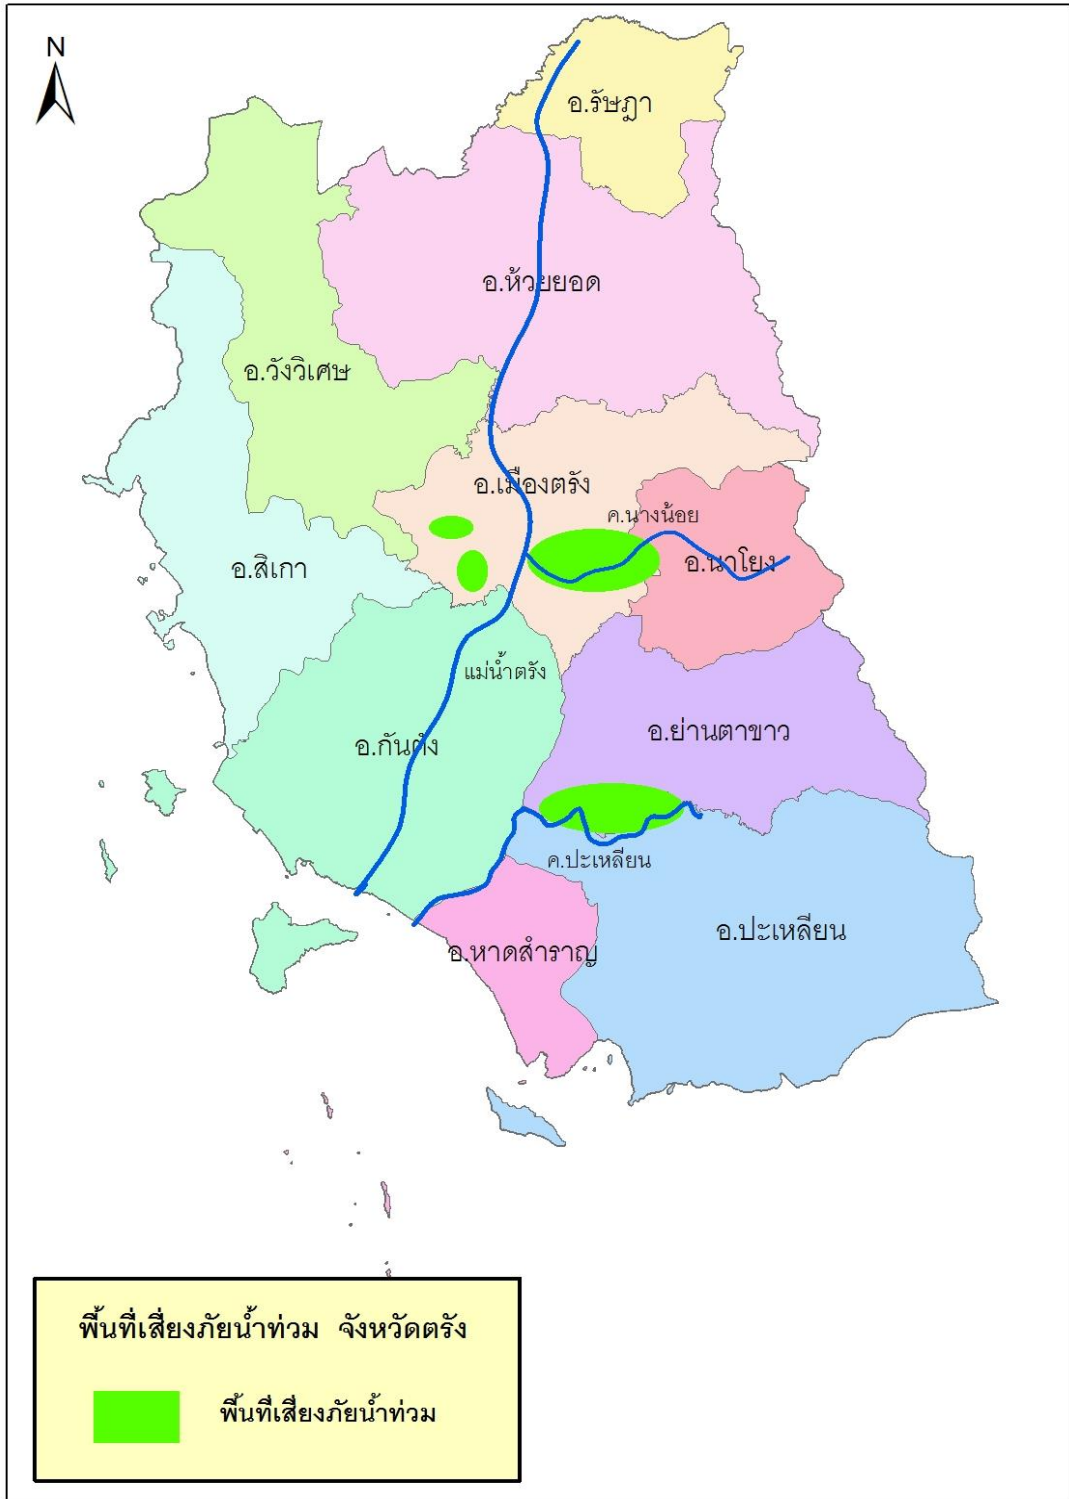 N
อ.รัษฎา
อ.ห้วยยอด
อ.วังวิเศษ
อ.เมืองตรัง
ค.นางน้อย
อ.นาโยง
อ.สิเกา
แม่น้ำตรัง
อ.ย่านตาขาว
อ.กันตัง
ค.ปะเหลียน
อ.ปะเหลียน
อ.หาดสำราญ
พื้นที่เสี่ยงภัยน้ำท่วม จังหวัดตรัง
พื้นที่เสี่ยงภัยน้ำท่วม